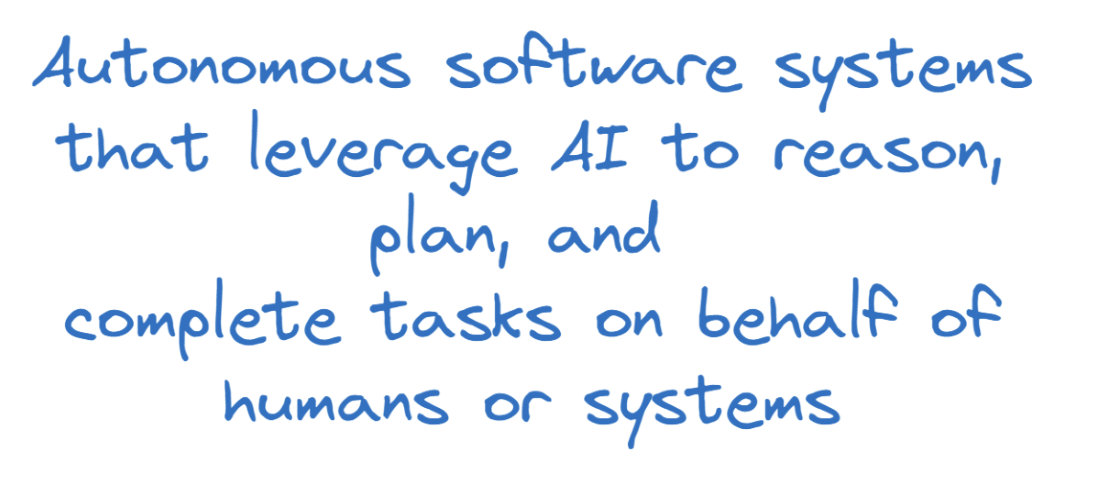 Autonomous software systems
that leverage AI to reason,
plan, and
complete tasks on behalf of
humans or systems